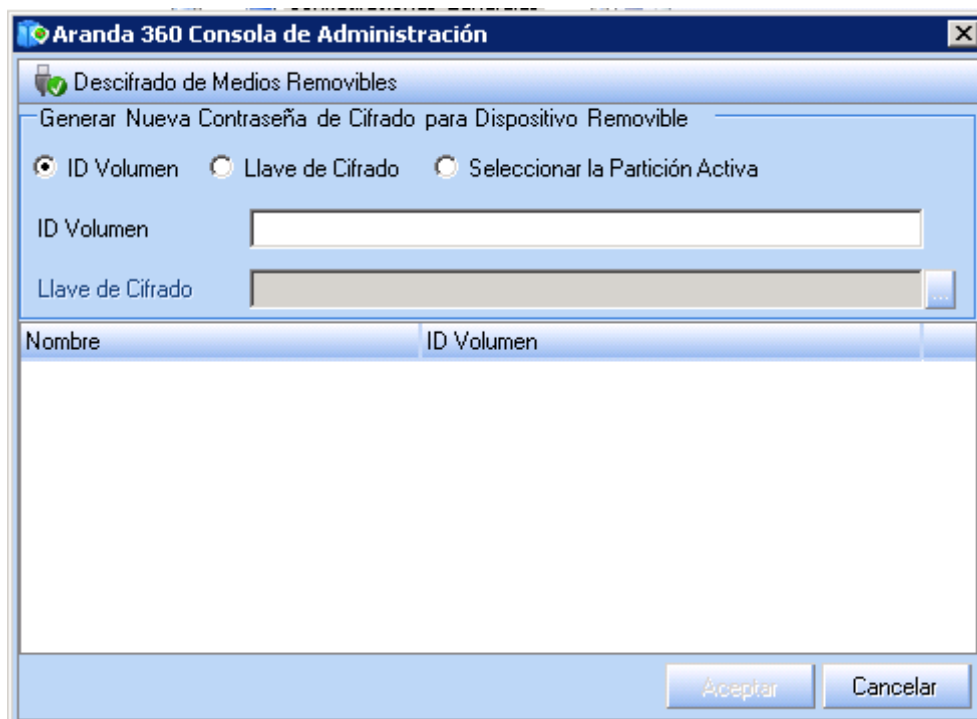 Aranda 360 Consola de Administración
Descifrado de Medios Removibles
Generar Nueva Contraseña de Cifrado para Dispositivo Removible
ID Volumen Llave de Cifrado Seleccionar la Partición Activa
ID Volumen
Llave de Cifrado ...
Nombre ID Volumen
Aceptar Cancelar